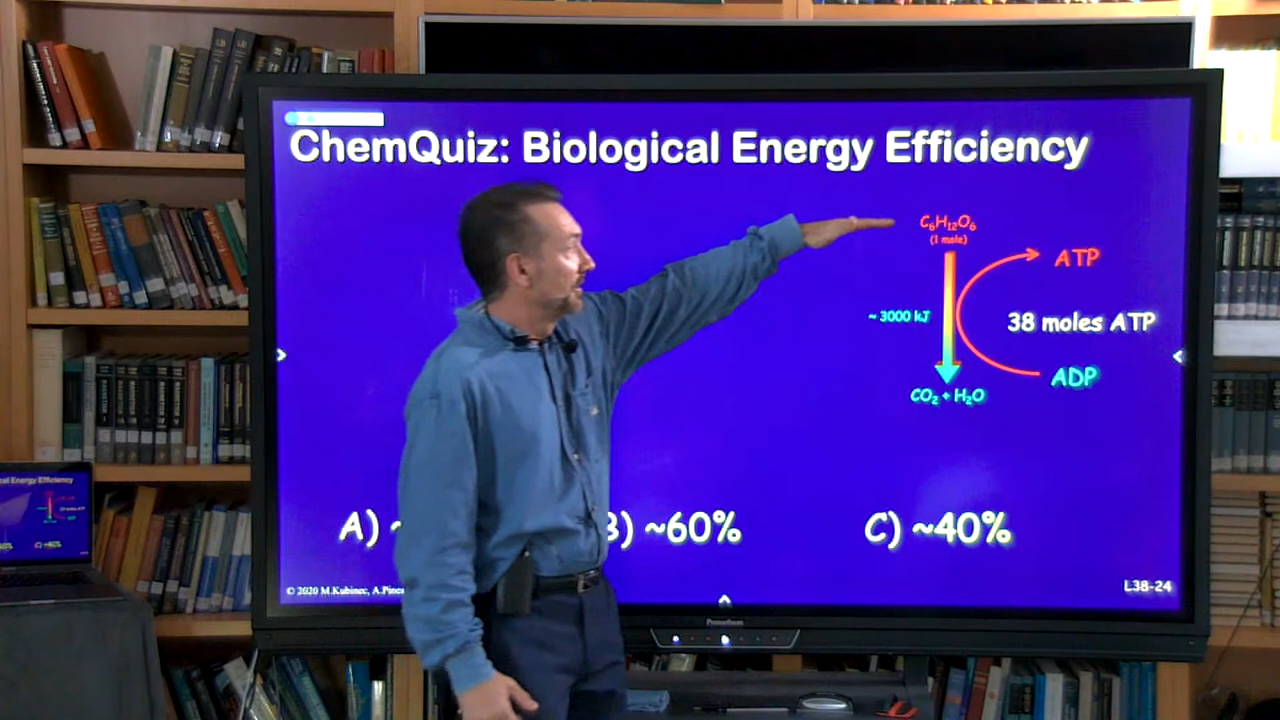 ChemQuiz: Biological Energy Efficiency
C₆H₁₂O₆
(1 mole)
ATP
~ 3000 kJ
38 moles ATP
ADP
CO₂ + H₂O
A) ~
B) ~60%
C) ~40%
© 2020 M.Kubinec, A.Pines
L38-24
Promethean